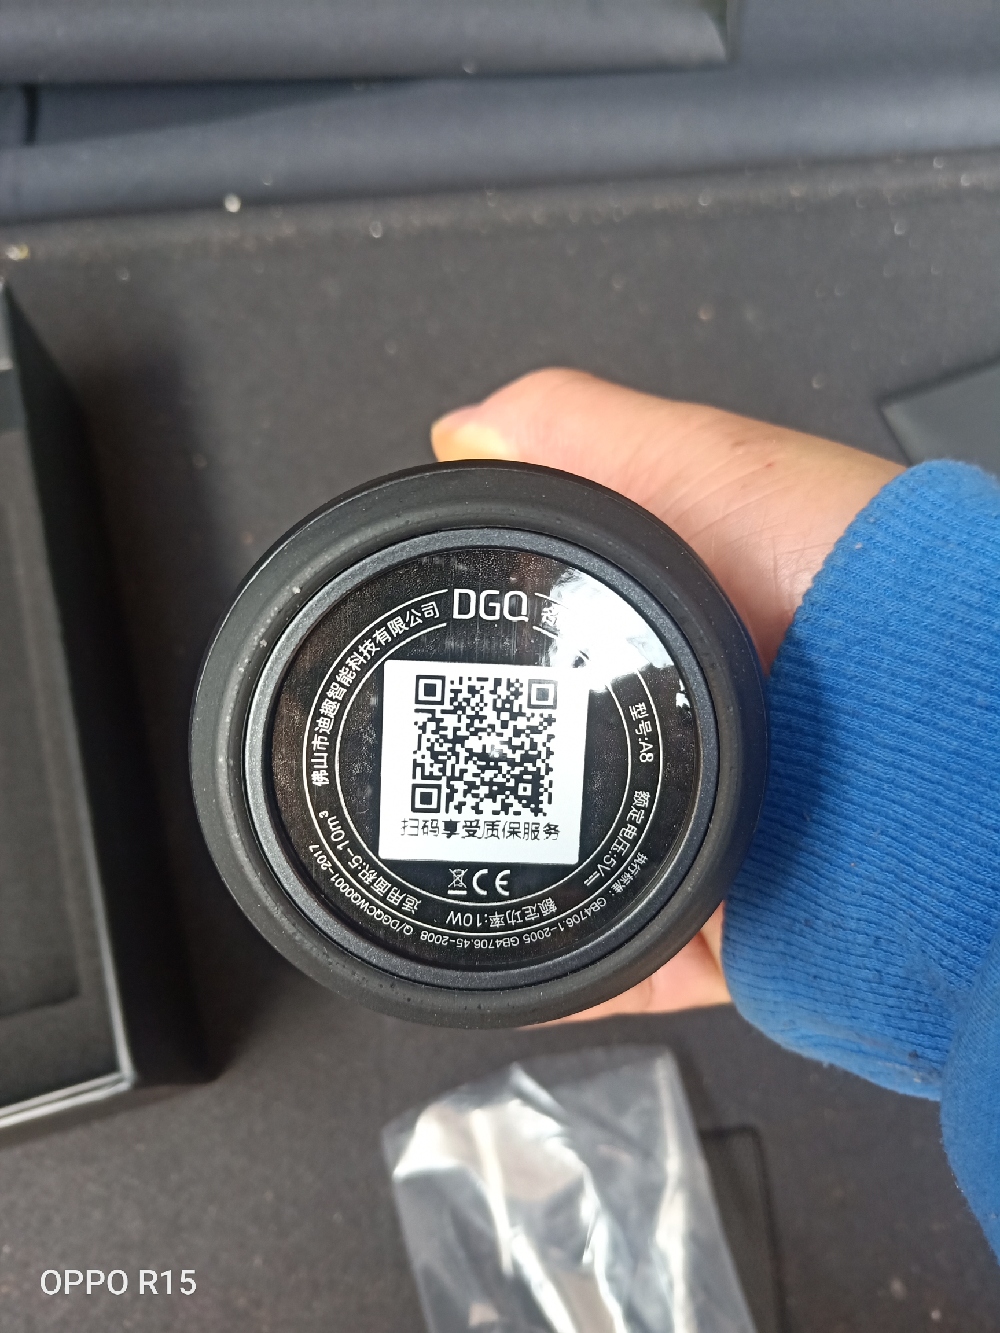 DGQ
型号:A8
额定电压:5V
额定功率:10W
适用面积:5-10m³
佛山市迪趣智能科技有限公司
执行标准: GB4706.1-2005 GB4706.45-2008 Q/DGQCWQ0001-2017
扫码享受质保服务
CE
OPPO R15